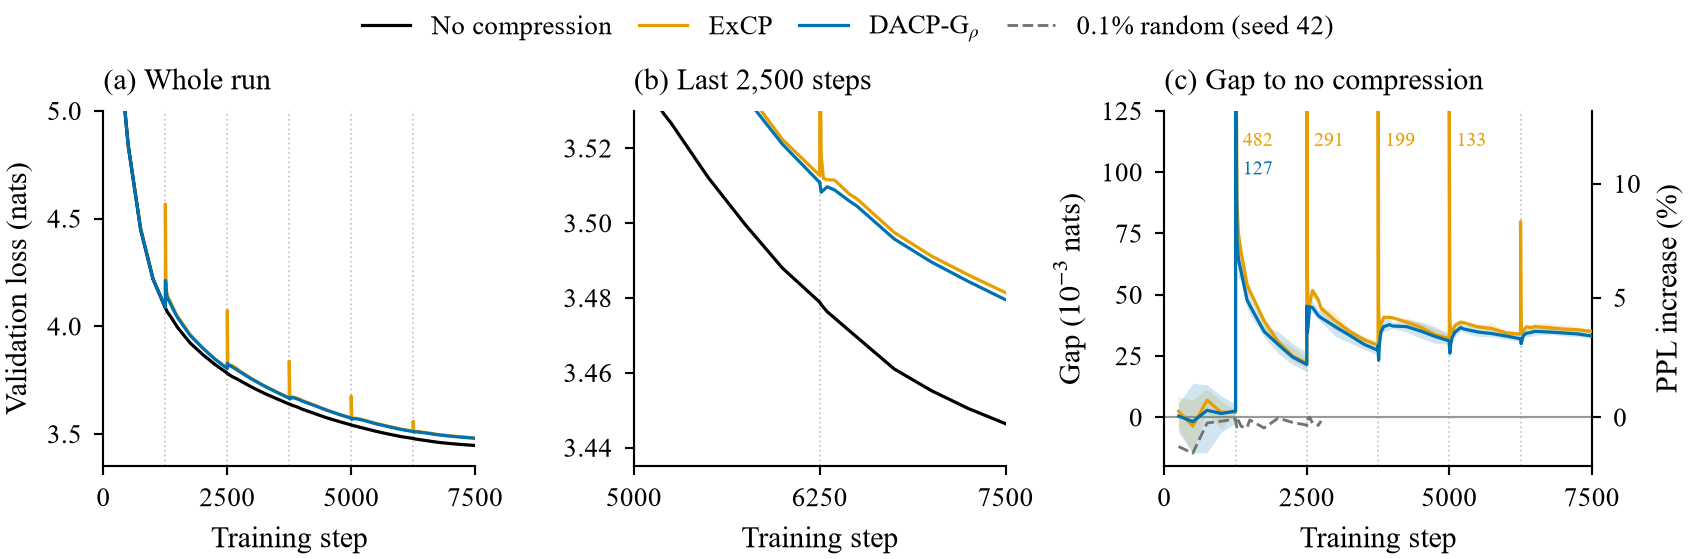 No compression ExCP DACP-Gρ 0.1% random (seed 42)
(a) Whole run
5.0
4.5
4.0
3.5
0 2500 5000 7500
Validation loss (nats)
Training step
(b) Last 2,500 steps
3.52
3.50
3.48
3.46
3.44
5000 6250 7500
Training step
(c) Gap to no compression
125
100
75
50
25
0
482 291 199 133
127
10
5
0
0 2500 5000 7500
Gap (10⁻³ nats)
PPL increase (%)
Training step